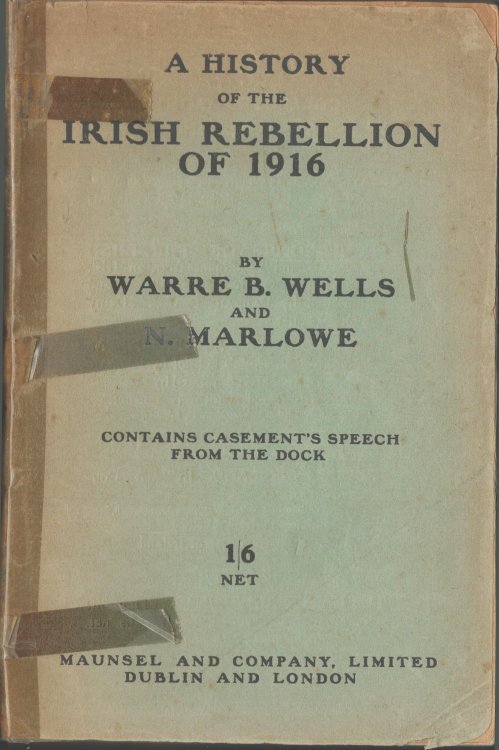 A HISTORY
OF THE
IRISH REBELLION
OF 1916
BY
WARRE B. WELLS
AND
N. MARLOWE
CONTAINS CASEMENT'S SPEECH
FROM THE DOCK
1/6
NET
MAUNSEL AND COMPANY, LIMITED
DUBLIN AND LONDON